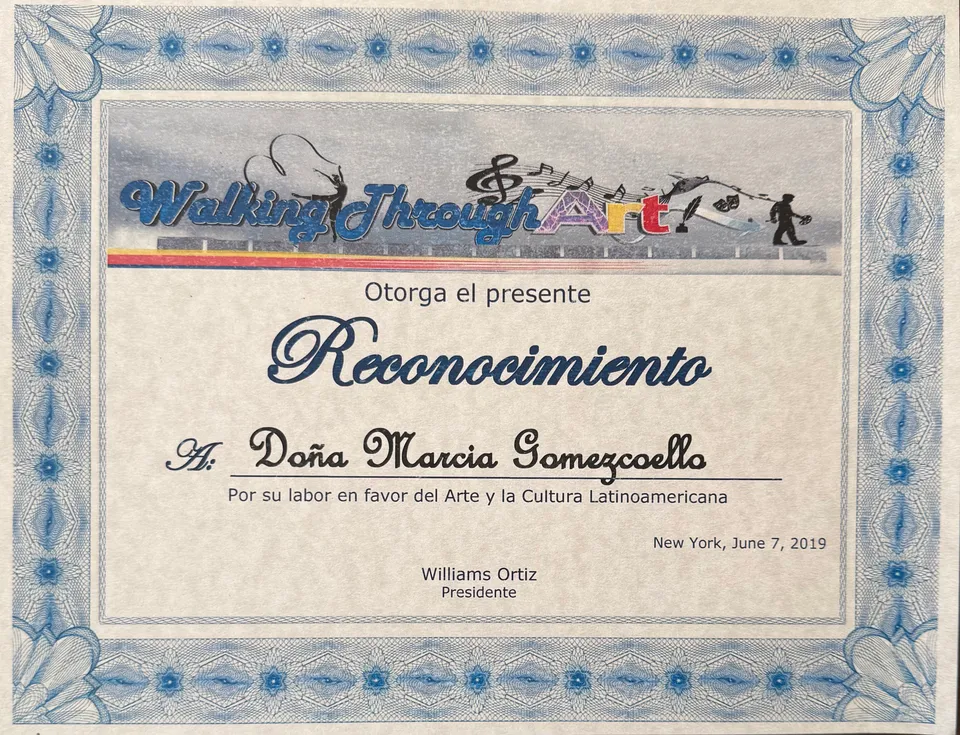 Walking Through Art
Otorga el presente
Reconocimiento
A: Doña Marcia Gomezcoello
Por su labor en favor del Arte y la Cultura Latinoamericana
New York, June 7, 2019
Williams Ortiz
Presidente